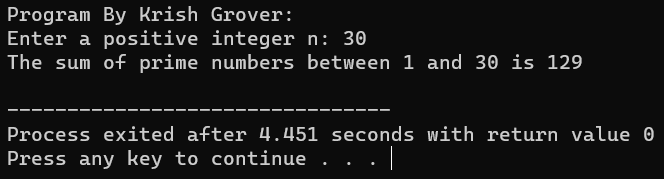 Program By Krish Grover:
Enter a positive integer n: 30
The sum of prime numbers between 1 and 30 is 129
--------------------------------
Process exited after 4.451 seconds with return value 0
Press any key to continue . . .